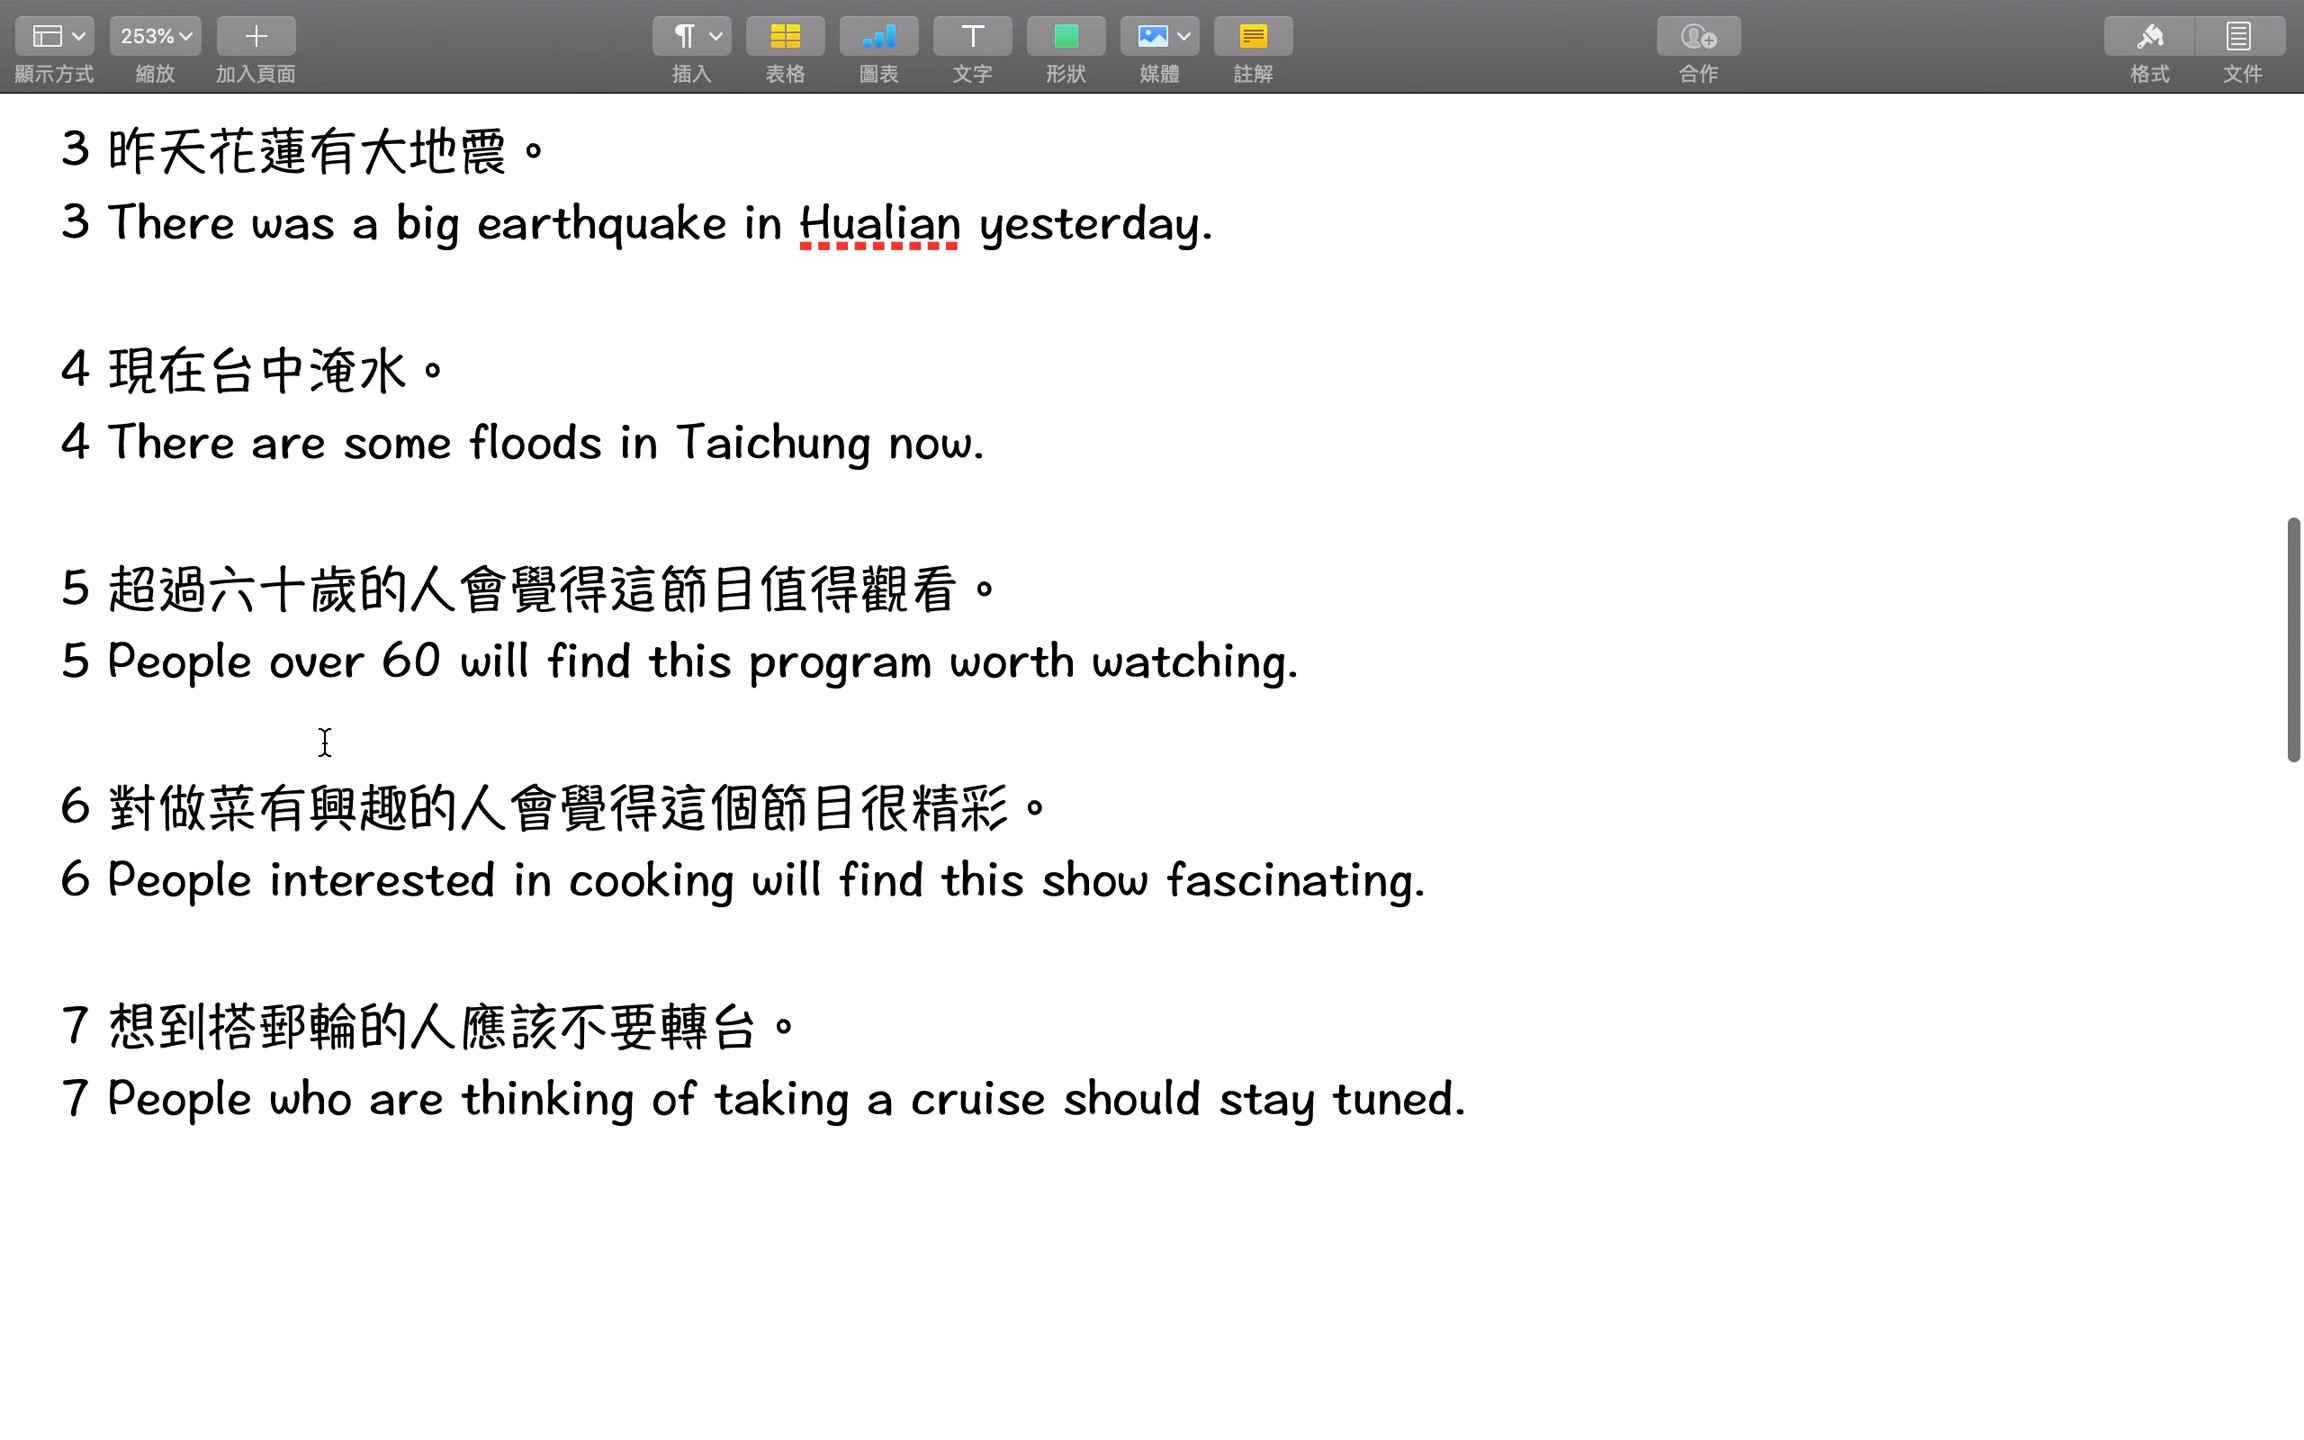 253%
顯示方式 縮放 加入頁面 插入 表格 圖表 文字 形狀 媒體 註解 合作 格式 文件
3 昨天花蓮有大地震。
3 There was a big earthquake in Hualian yesterday.
4 現在台中淹水。
4 There are some floods in Taichung now.
5 超過六十歲的人會覺得這節目值得觀看。
5 People over 60 will find this program worth watching.
6 對做菜有興趣的人會覺得這個節目很精彩。
6 People interested in cooking will find this show fascinating.
7 想到搭郵輪的人應該不要轉台。
7 People who are thinking of taking a cruise should stay tuned.